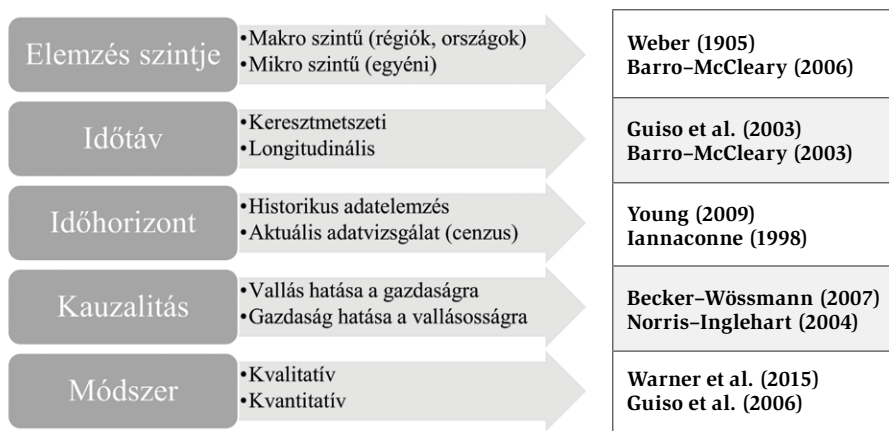 Elemzés szintje
•Makro szintű (régiók, országok)
•Mikro szintű (egyéni)
Weber (1905)
Barro–McCleary (2006)
Időtáv
•Keresztmetszeti
•Longitudinális
Guiso et al. (2003)
Barro–McCleary (2003)
Időhorizont
•Historikus adatelemzés
•Aktuális adatvizsgálat (cenzus)
Young (2009)
Iannaconne (1998)
Kauzalitás
•Vallás hatása a gazdaságra
•Gazdaság hatása a vallásosságra
Becker–Wössmann (2007)
Norris–Inglehart (2004)
Módszer
•Kvalitatív
•Kvantitatív
Warner et al. (2015)
Guiso et al. (2006)